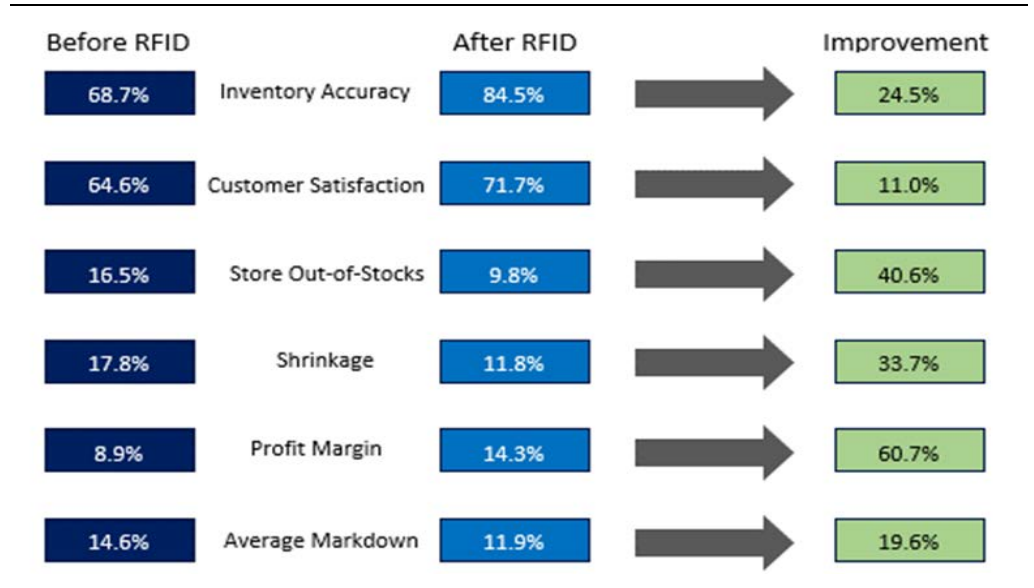 Before RFID After RFID Improvement
68.7% Inventory Accuracy 84.5% 24.5%
64.6% Customer Satisfaction 71.7% 11.0%
16.5% Store Out-of-Stocks 9.8% 40.6%
17.8% Shrinkage 11.8% 33.7%
8.9% Profit Margin 14.3% 60.7%
14.6% Average Markdown 11.9% 19.6%